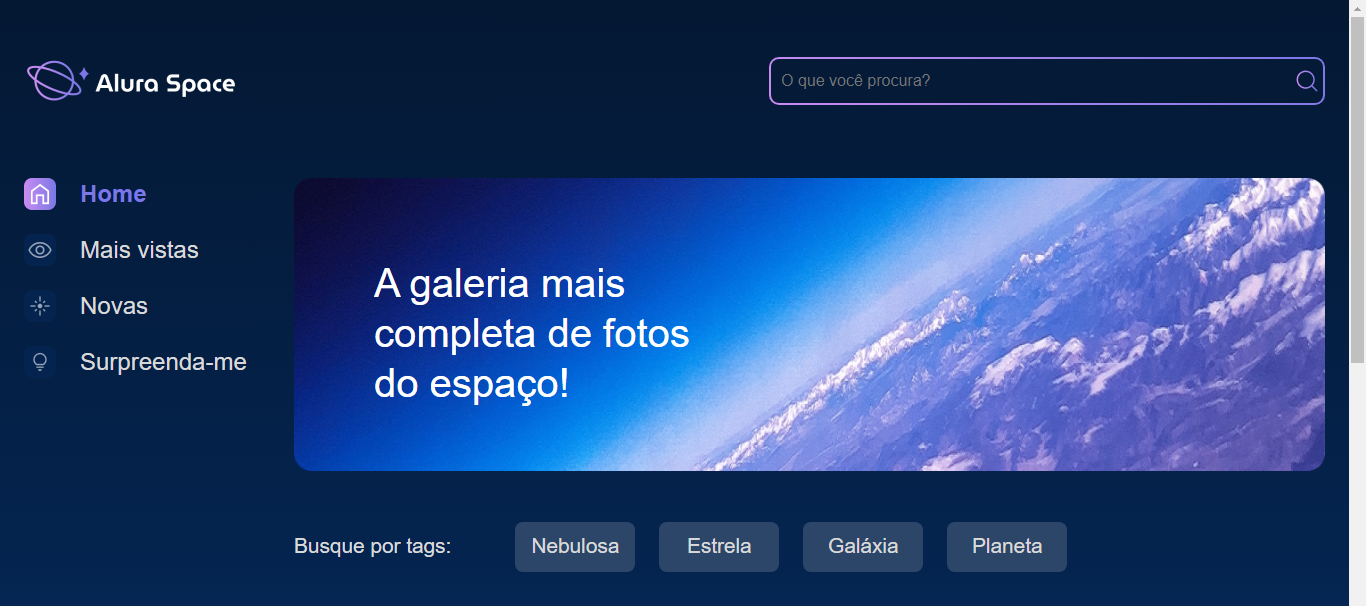 Alura Space
O que você procura?
Home
Mais vistas
Novas
Surpreenda-me
A galeria mais
completa de fotos
do espaço!
Busque por tags:
Nebulosa
Estrela
Galáxia
Planeta